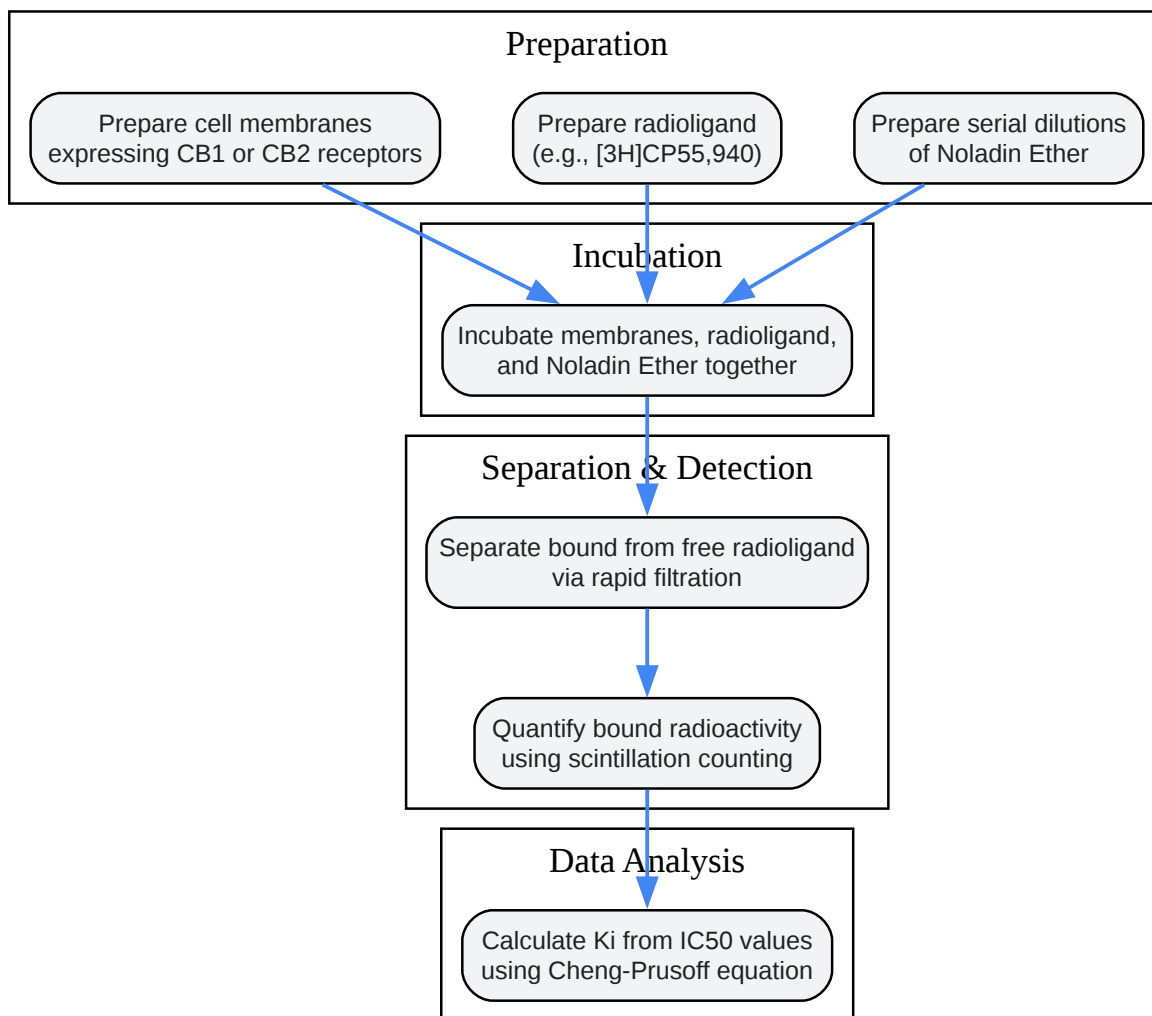 Preparation
Prepare cell membranes
expressing CB1 or CB2 receptors
Prepare radioligand
(e.g., [3H]CP55,940)
Prepare serial dilutions
of Noladin Ether
Incubation
Incubate membranes, radioligand,
and Noladin Ether together
Separation & Detection
Separate bound from free radioligand
via rapid filtration
Quantify bound radioactivity
using scintillation counting
Data Analysis
Calculate Ki from IC50 values
using Cheng-Prusoff equation